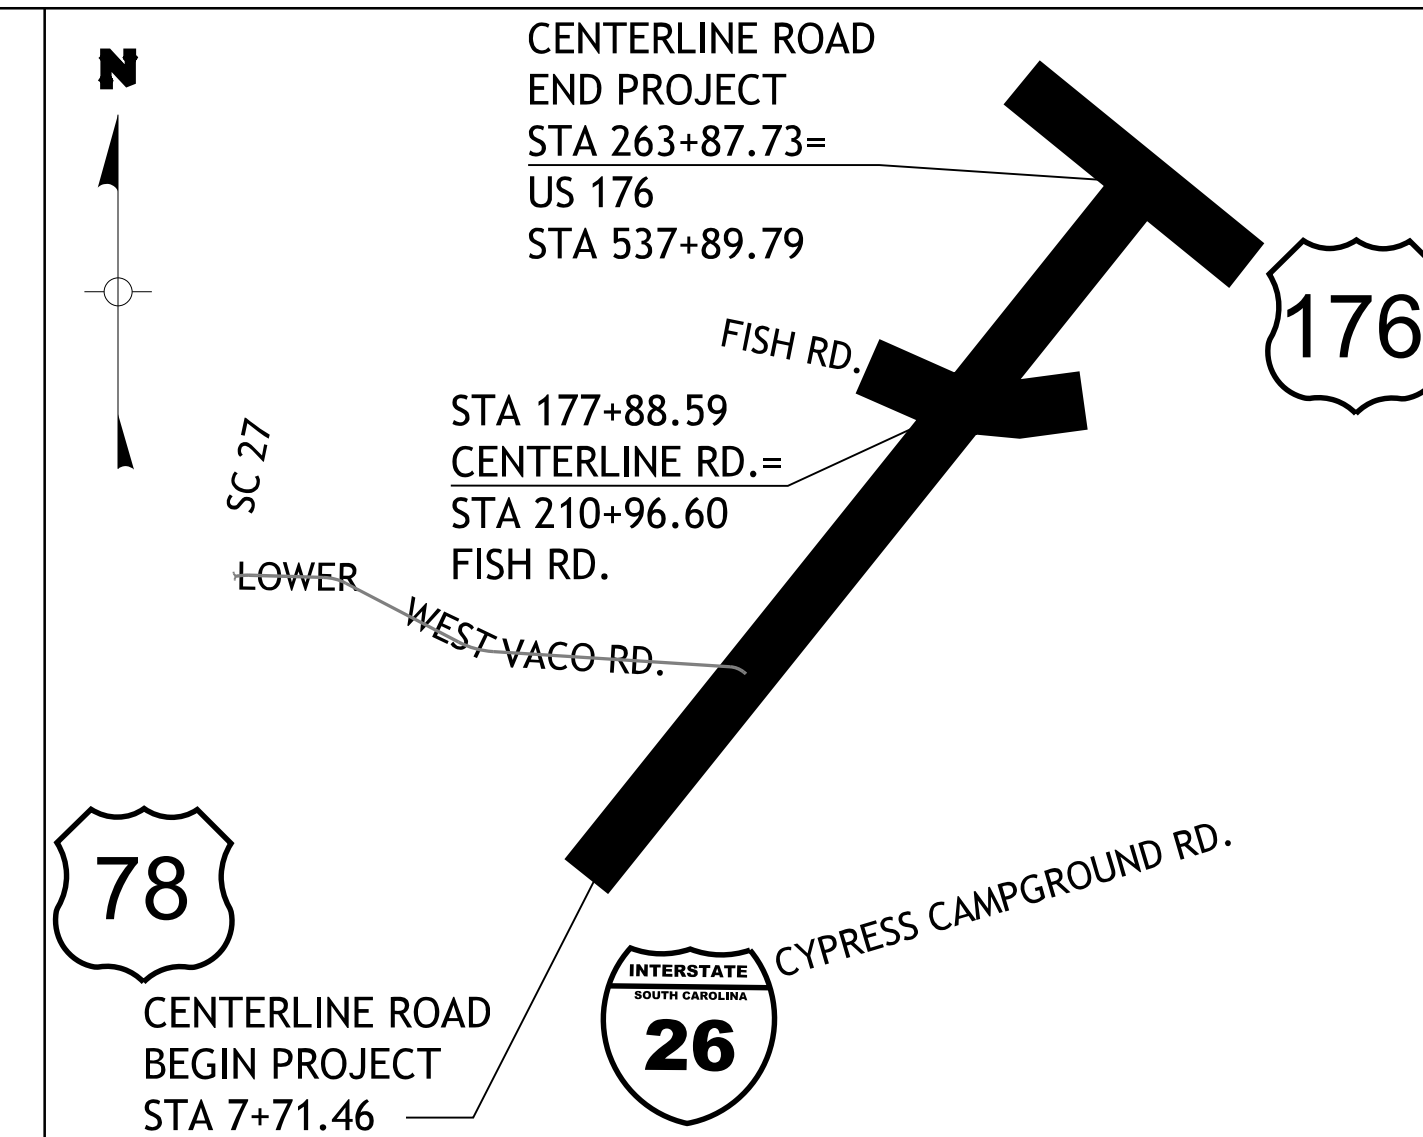 N
CENTERLINE ROAD
END PROJECT
STA 263+87.73=
US 176
STA 537+89.79
176
FISH RD.
STA 177+88.59
CENTERLINE RD.=
STA 210+96.60
FISH RD.
SC 27
LOWER
WEST VACO RD.
78
CENTERLINE ROAD
BEGIN PROJECT
STA 7+71.46
INTERSTATE
SOUTH CAROLINA
26
CYPRESS CAMPGROUND RD.